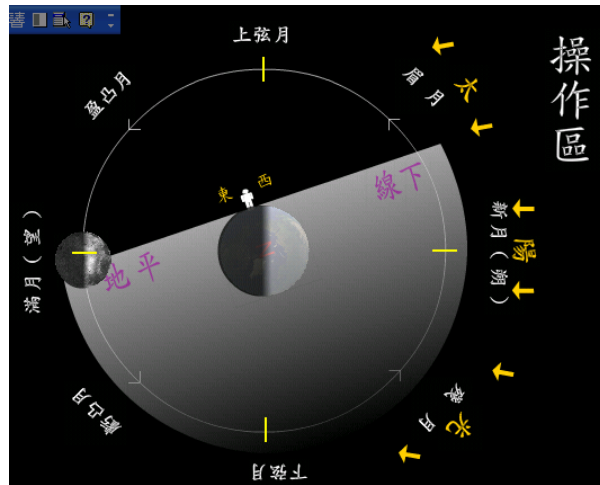 操作區
上弦月
盈凸月
眉月
太
東
西
線下
地平
滿月(望)
新月(朔)
陽
虧凸月
殘月
光
下弦月